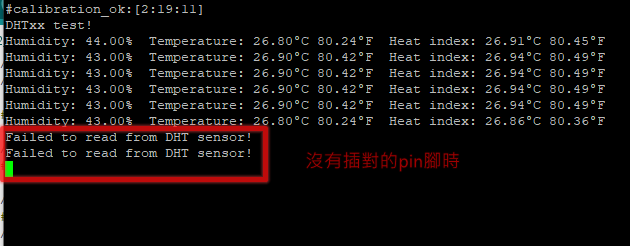 #calibration_ok:[2:19:11]
DHTxx test!
Humidity: 44.00%  Temperature: 26.80°C 80.24°F  Heat index: 26.91°C 80.45°F
Humidity: 43.00%  Temperature: 26.90°C 80.42°F  Heat index: 26.94°C 80.49°F
Humidity: 43.00%  Temperature: 26.90°C 80.42°F  Heat index: 26.94°C 80.49°F
Humidity: 43.00%  Temperature: 26.90°C 80.42°F  Heat index: 26.94°C 80.49°F
Humidity: 43.00%  Temperature: 26.90°C 80.42°F  Heat index: 26.94°C 80.49°F
Humidity: 43.00%  Temperature: 26.80°C 80.24°F  Heat index: 26.86°C 80.36°F
Failed to read from DHT sensor!
Failed to read from DHT sensor!
沒有插對的pin腳時